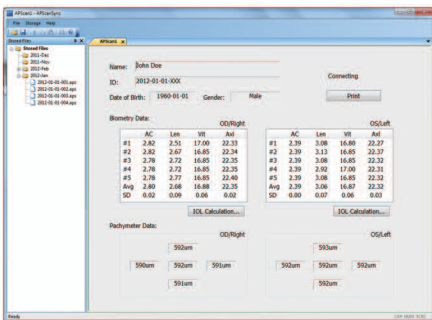 APScan1 - APScanSync
File Storage Help
Stored Files
APScan1 x
Stored Files
2011-Dec
2011-Nov
2012-Feb
2012-Jan
2012-01-01-001.aps
2012-01-01-002.aps
2012-01-01-003.aps
2012-01-01-004.aps
Name: John Doe
ID: 2012-01-01-XXX
Connecting
Date of Birth: 1960-01-01 Gender: Male
Print
Biometry Data:
OD/Right
AC Len Vit Axl
#1 2.82 2.51 17.00 22.33
#2 2.82 2.67 16.85 22.34
#3 2.78 2.72 16.85 22.35
#4 2.78 2.72 16.85 22.35
#5 2.78 2.77 16.85 22.40
Avg 2.80 2.68 16.88 22.35
SD 0.02 0.09 0.06 0.02
IOL Calculation...
OS/Left
AC Len Vit Axl
#1 2.39 3.08 16.80 22.27
#2 2.39 3.13 16.85 22.37
#3 2.39 3.08 16.85 22.32
#4 2.39 2.92 17.00 22.31
#5 2.39 3.08 16.85 22.32
Avg 2.39 3.06 16.87 22.32
SD 0.00 0.07 0.06 0.03
IOL Calculation...
Pachymeter Data:
OD/Right
592um
590um 592um 591um
591um
OS/Left
593um
592um 592um 592um
592um
Ready
CAP NUM SCRL